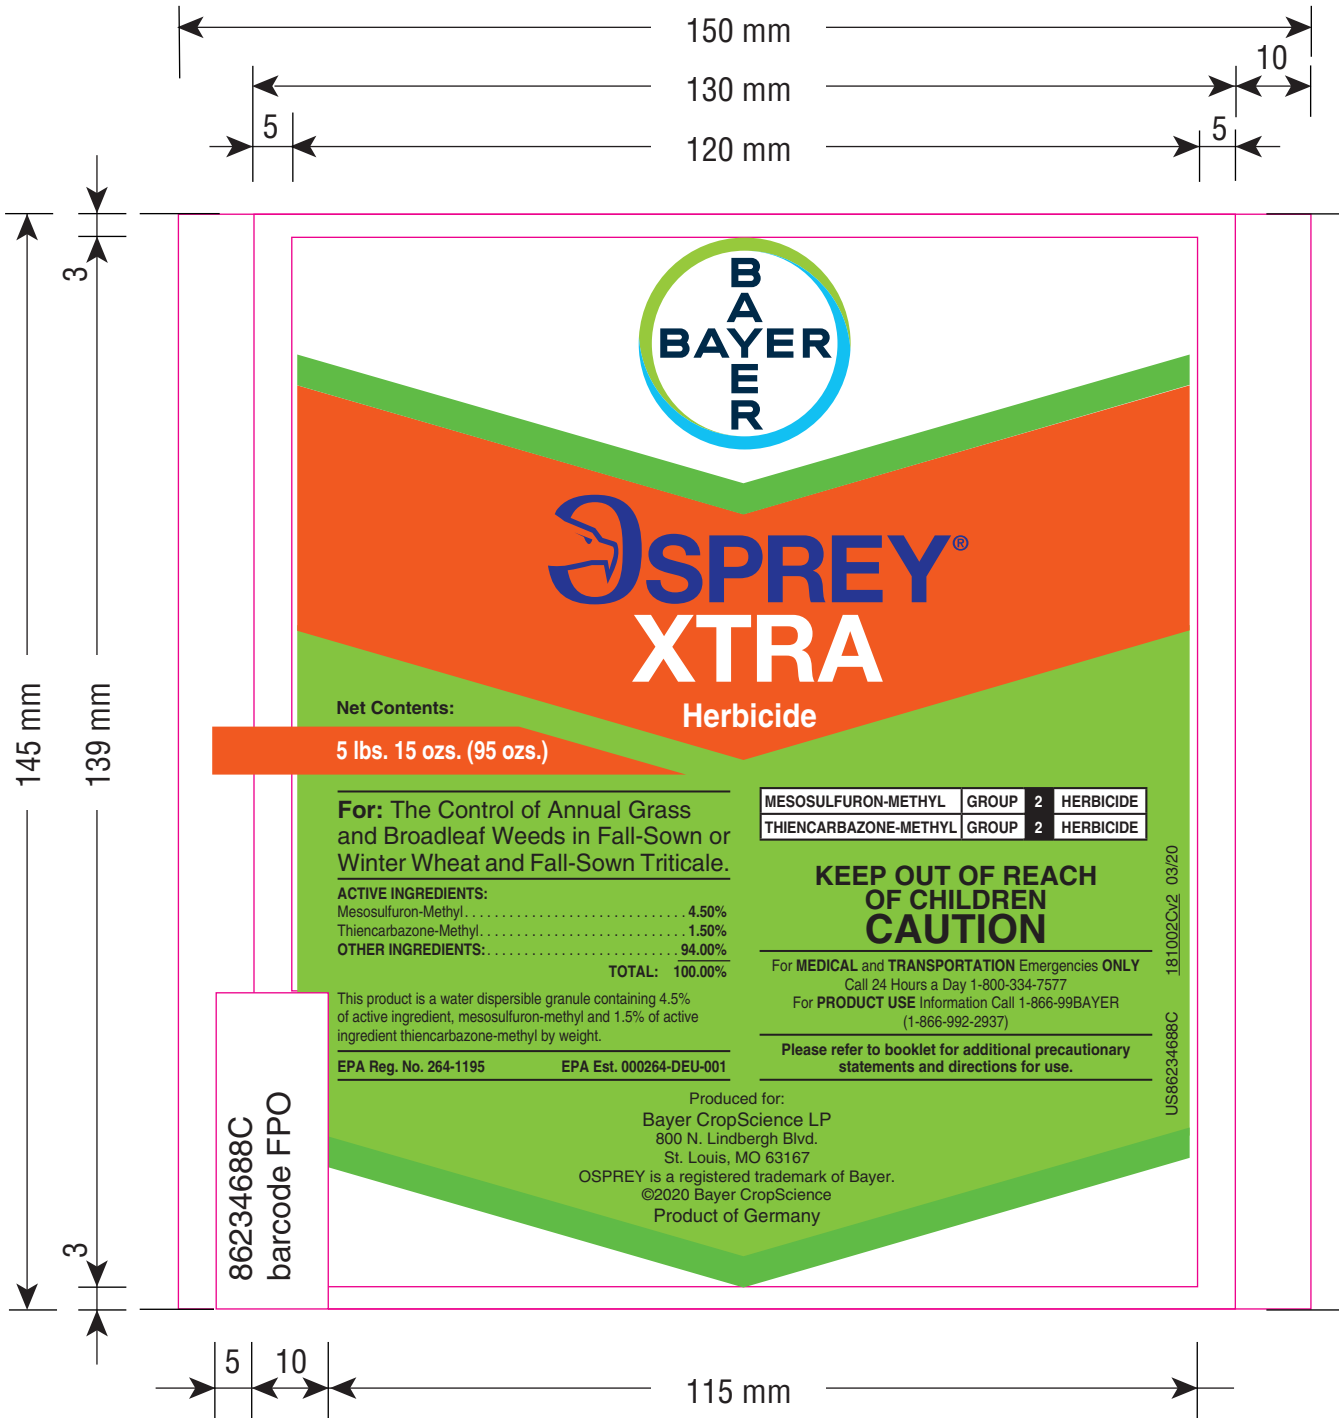 150 mm
10
130 mm
5
120 mm
5
3
145 mm
139 mm
3
BAYER
BAYER
OSPREY®
XTRA
Herbicide
Net Contents:
5 lbs. 15 ozs. (95 ozs.)
For: The Control of Annual Grass
and Broadleaf Weeds in Fall-Sown or
Winter Wheat and Fall-Sown Triticale.
ACTIVE INGREDIENTS:
Mesosulfuron-Methyl. . . . . . . . . . . . . . . . . . . . . . . . . . . . . 4.50%
Thiencarbazone-Methyl. . . . . . . . . . . . . . . . . . . . . . . . . . . 1.50%
OTHER INGREDIENTS:. . . . . . . . . . . . . . . . . . . . . . . . . 94.00%
TOTAL: 100.00%
This product is a water dispersible granule containing 4.5%
of active ingredient, mesosulfuron-methyl and 1.5% of active
ingredient thiencarbazone-methyl by weight.
EPA Reg. No. 264-1195 EPA Est. 000264-DEU-001
MESOSULFURON-METHYL GROUP 2 HERBICIDE
THIENCARBAZONE-METHYL GROUP 2 HERBICIDE
KEEP OUT OF REACH
OF CHILDREN
CAUTION
For MEDICAL and TRANSPORTATION Emergencies ONLY
Call 24 Hours a Day 1-800-334-7577
For PRODUCT USE Information Call 1-866-99BAYER
(1-866-992-2937)
Please refer to booklet for additional precautionary
statements and directions for use.
US86234688C 181002Cv2 03/20
Produced for:
Bayer CropScience LP
800 N. Lindbergh Blvd.
St. Louis, MO 63167
OSPREY is a registered trademark of Bayer.
©2020 Bayer CropScience
Product of Germany
86234688C
barcode FPO
5
10
115 mm